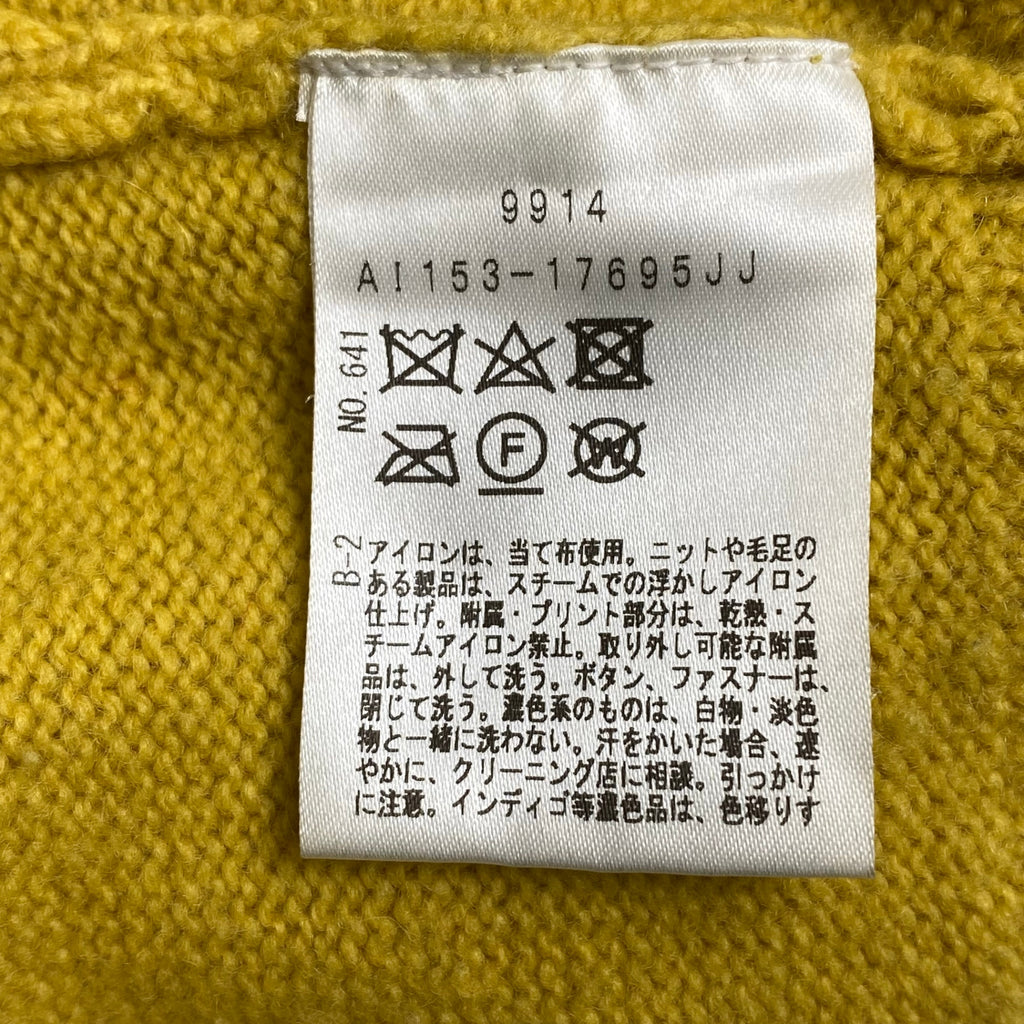 9914
AI153-17695JJ
NO.641
F
W
B-2
アイロンは、当て布使用。ニットや毛足の
ある製品は、スチームでの浮かしアイロン
仕上げ。附属・プリント部分は、乾熱・ス
チームアイロン禁止。取り外し可能な附属
品は、外して洗う。ボタン、ファスナーは、
閉じて洗う。濃色系のものは、白物・淡色
物と一緒に洗わない。汗をかいた場合、速
やかに、クリーニング店に相談。引っかけ
に注意。インディゴ等濃色品は、色移りす